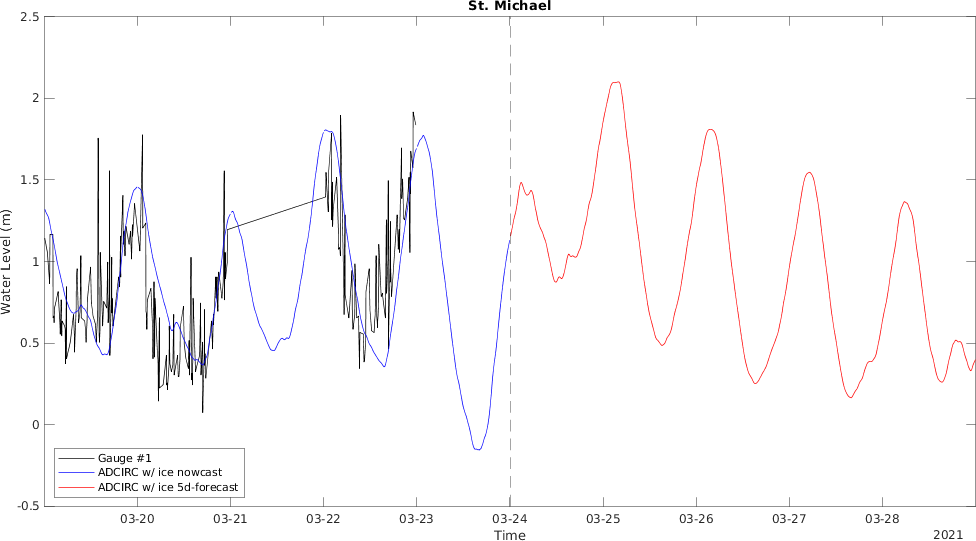 St. Michael
2.5
2
1.5
1
0.5
0
-0.5
Water Level (m)
Gauge #1
ADCIRC w/ ice nowcast
ADCIRC w/ ice 5d-forecast
03-20 03-21 03-22 03-23 03-24 03-25 03-26 03-27 03-28
Time
2021